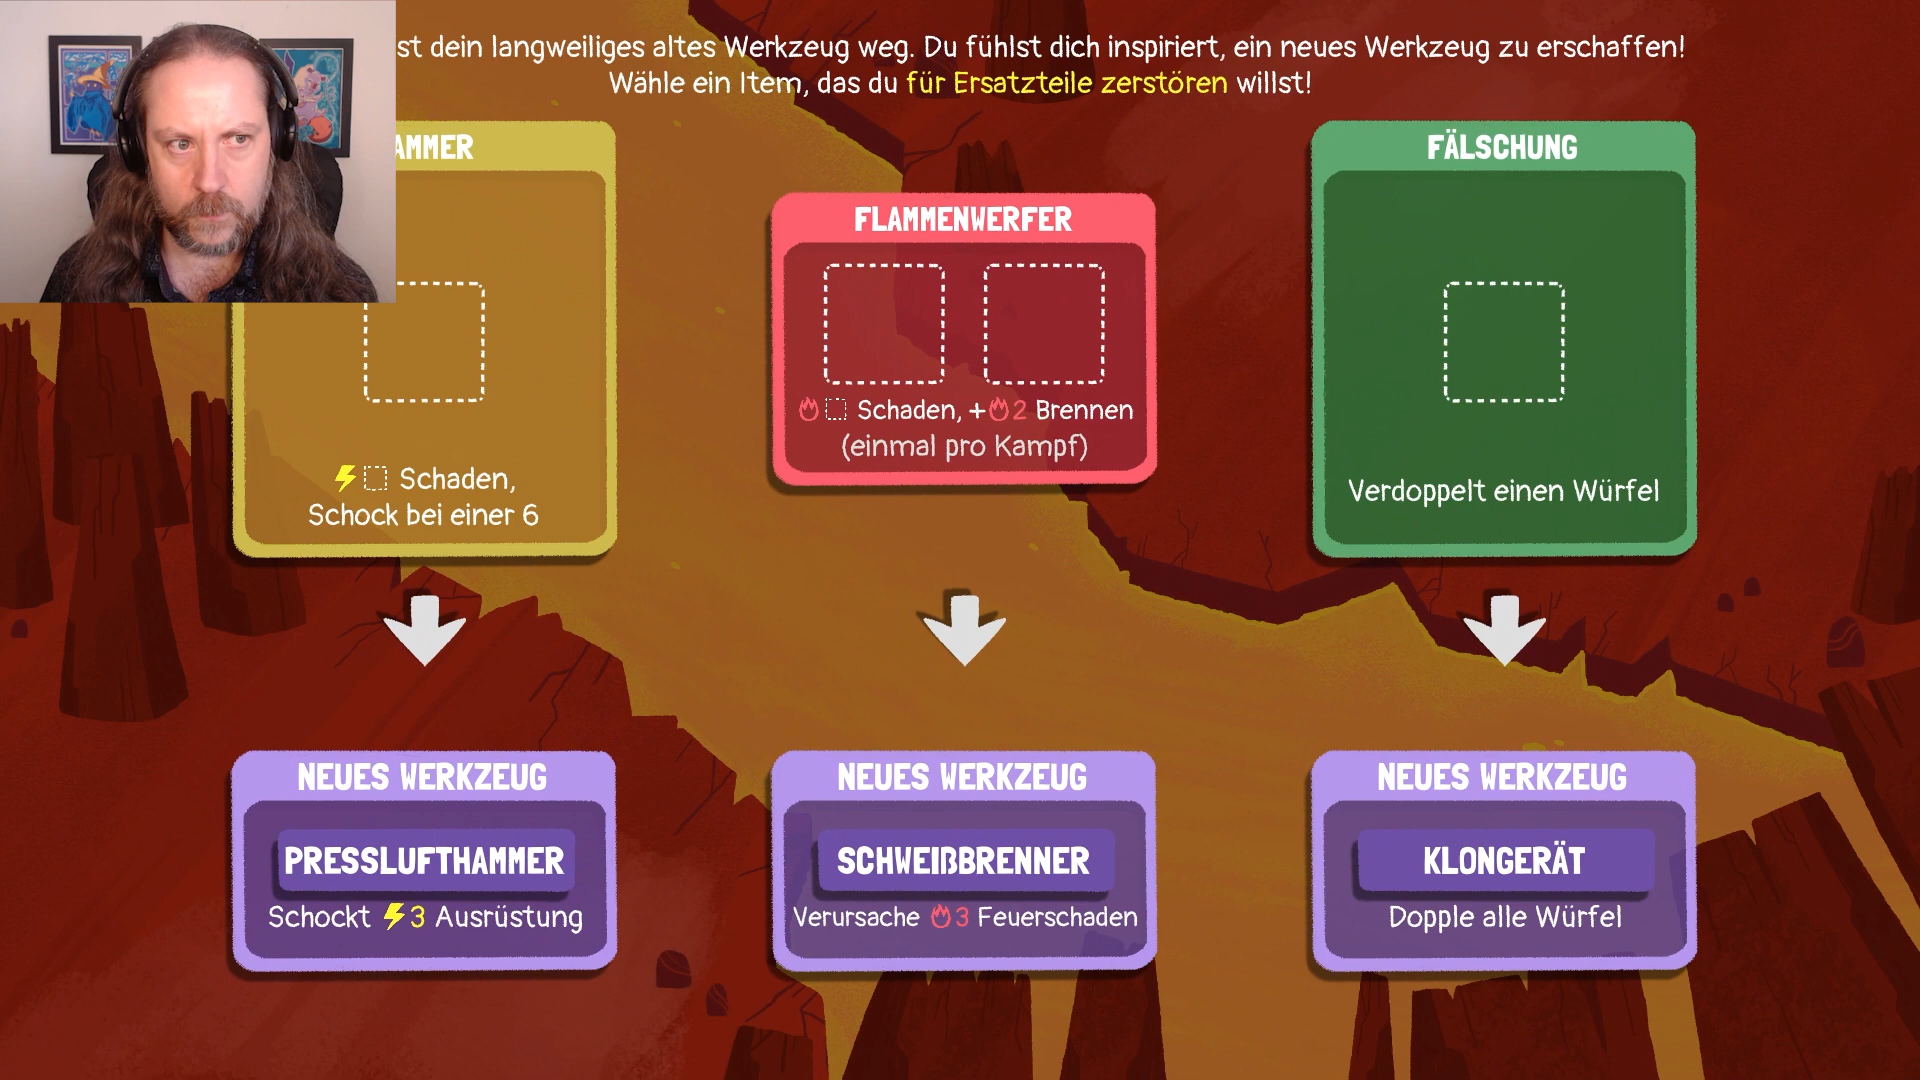 st dein langweiliges altes Werkzeug weg. Du fühlst dich inspiriert, ein neues Werkzeug zu erschaffen!
Wähle ein Item, das du für Ersatzteile zerstören willst!
AMMER
Schaden,
Schock bei einer 6
FLAMMENWERFER
Schaden, +2 Brennen
(einmal pro Kampf)
FÄLSCHUNG
Verdoppelt einen Würfel
NEUES WERKZEUG
PRESSLUFTHAMMER
Schockt 3 Ausrüstung
NEUES WERKZEUG
SCHWEIßBRENNER
Verursache 3 Feuerschaden
NEUES WERKZEUG
KLONGERÄT
Dopple alle Würfel